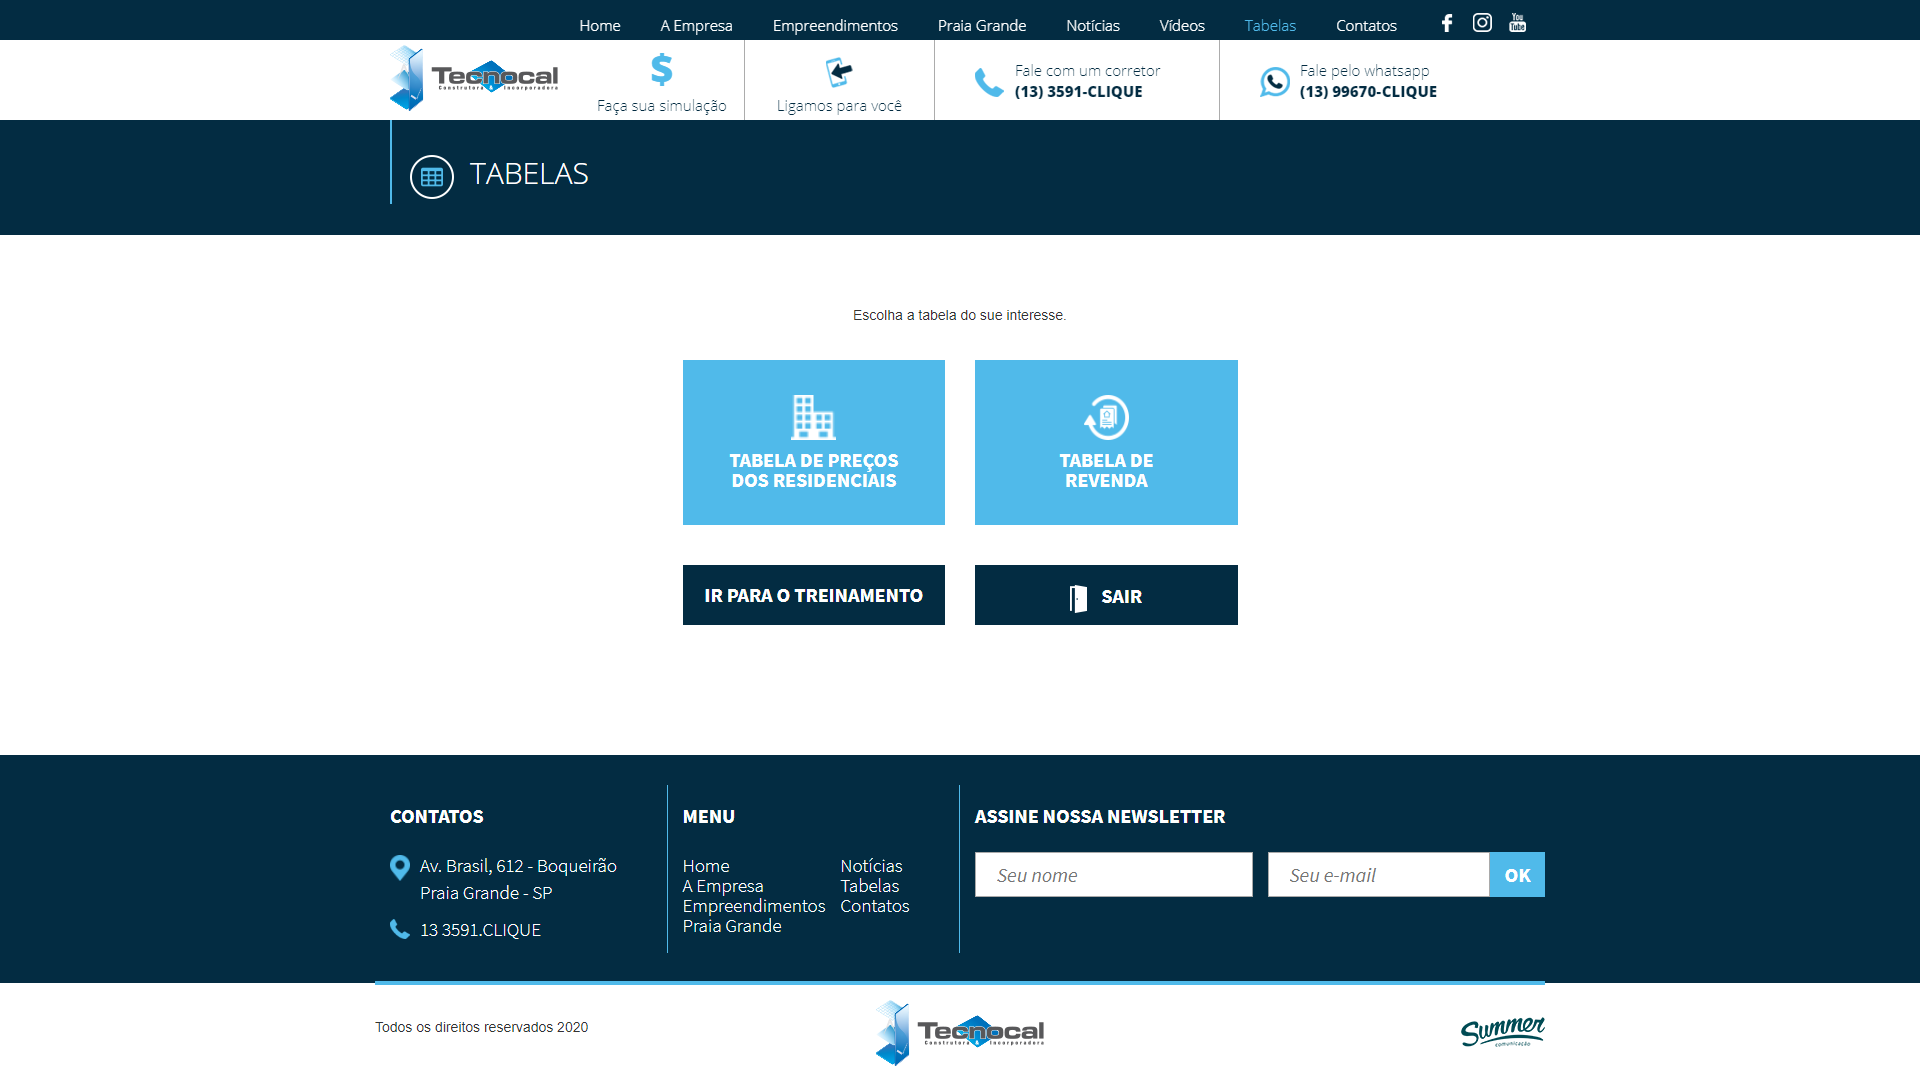 Home A Empresa Empreendimentos Praia Grande Notícias Vídeos Tabelas Contatos You Tube
Tecnocal
Construtora & Incorporadora
$
Faça sua simulação
Ligamos para você
Fale com um corretor
(13) 3591-CLIQUE
Fale pelo whatsapp
(13) 99670-CLIQUE
TABELAS
Escolha a tabela do sue interesse.
TABELA DE PREÇOS
DOS RESIDENCIAIS
TABELA DE
REVENDA
IR PARA O TREINAMENTO
SAIR
CONTATOS
Av. Brasil, 612 - Boqueirão
Praia Grande - SP
13 3591.CLIQUE
MENU
Home
A Empresa
Empreendimentos
Praia Grande
Notícias
Tabelas
Contatos
ASSINE NOSSA NEWSLETTER
Seu nome
Seu e-mail
OK
Todos os direitos reservados 2020
Tecnocal
Construtora & Incorporadora
Summer
comunicação